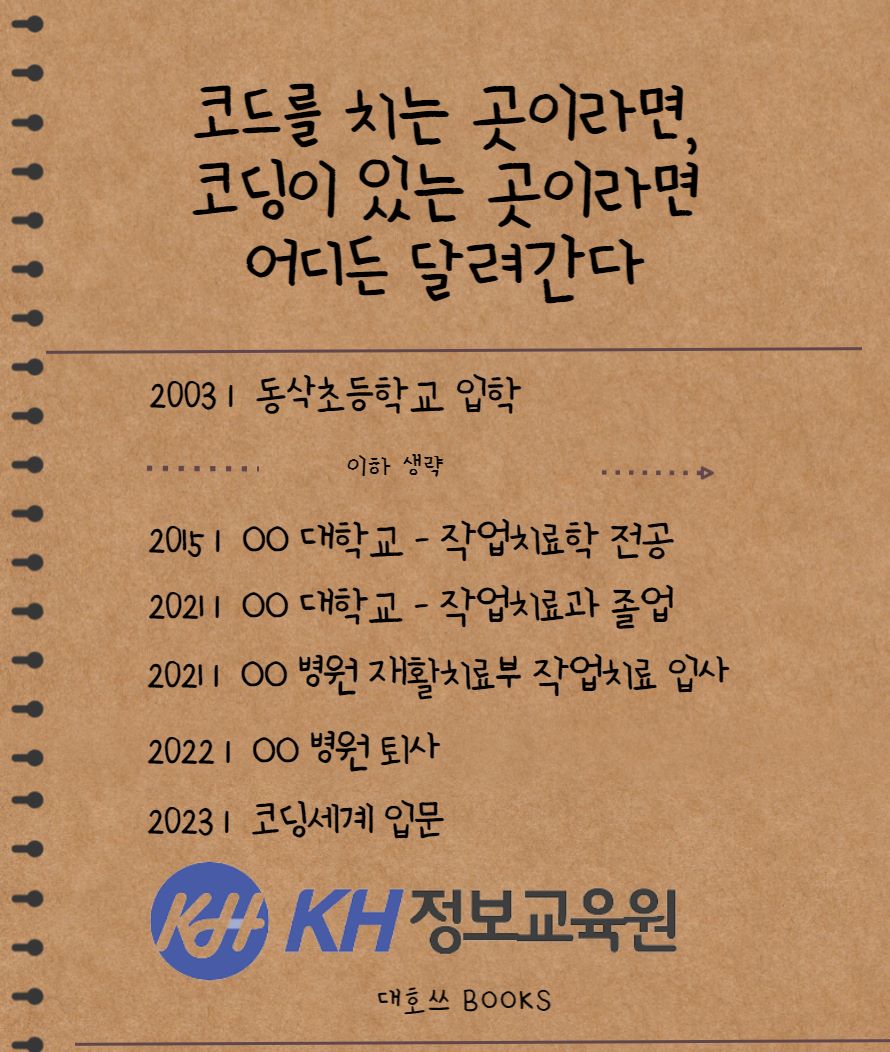 코드를 치는 곳이라면,
코딩이 있는 곳이라면
어디든 달려간다
2003 | 동삭초등학교 입학
이하 생략
2015 | OO 대학교 - 작업치료학 전공
2021 | OO 대학교 - 작업치료과 졸업
2021 | OO 병원 재활치료부 작업치료 입사
2022 | OO 병원 퇴사
2023 | 코딩세계 입문
KH KH 정보교육원
대호쓰 BOOKS